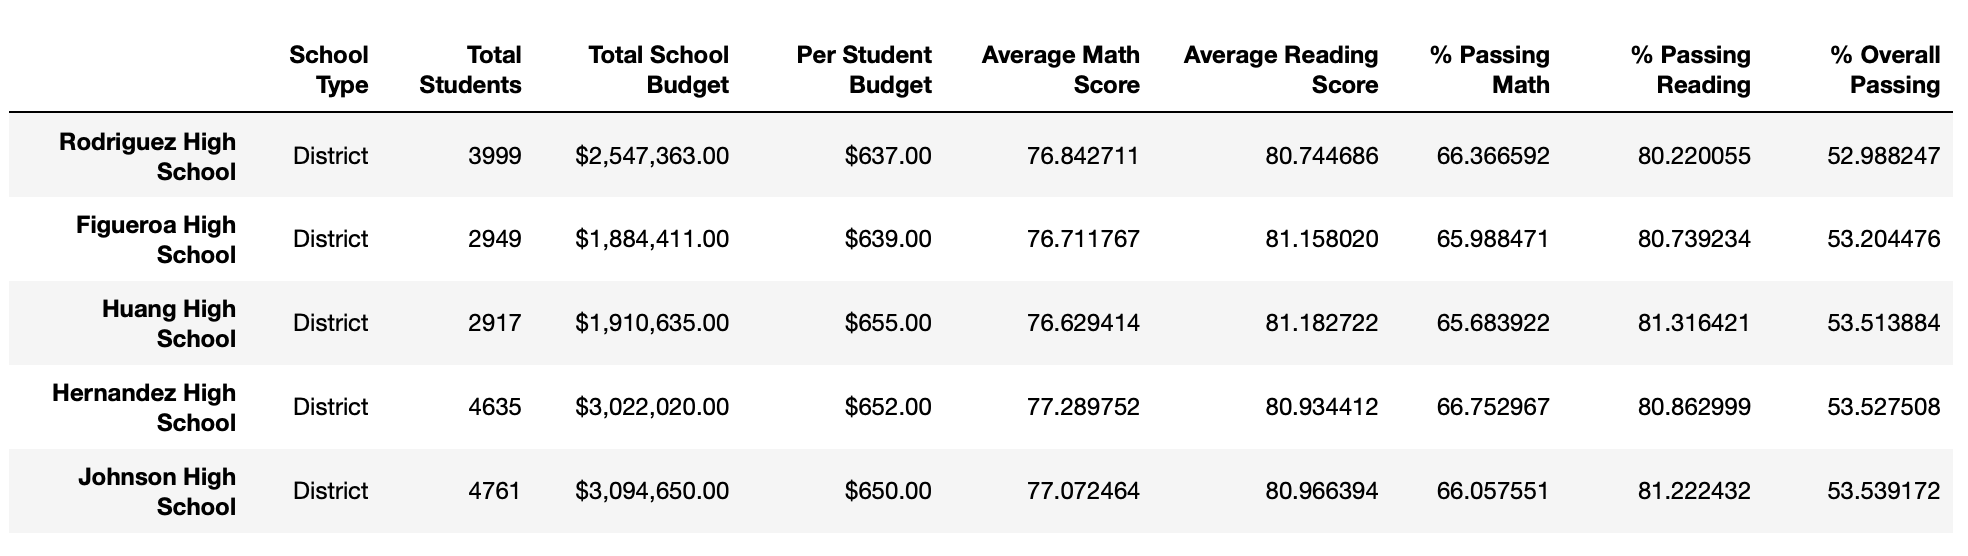 School Total Total School Per Student Average Math Average Reading % Passing % Passing % Overall
Type Students Budget Budget Score Score Math Reading Passing
Rodriguez High
School District 3999 $2,547,363.00 $637.00 76.842711 80.744686 66.366592 80.220055 52.988247
Figueroa High
School District 2949 $1,884,411.00 $639.00 76.711767 81.158020 65.988471 80.739234 53.204476
Huang High
School District 2917 $1,910,635.00 $655.00 76.629414 81.182722 65.683922 81.316421 53.513884
Hernandez High
School District 4635 $3,022,020.00 $652.00 77.289752 80.934412 66.752967 80.862999 53.527508
Johnson High
School District 4761 $3,094,650.00 $650.00 77.072464 80.966394 66.057551 81.222432 53.539172